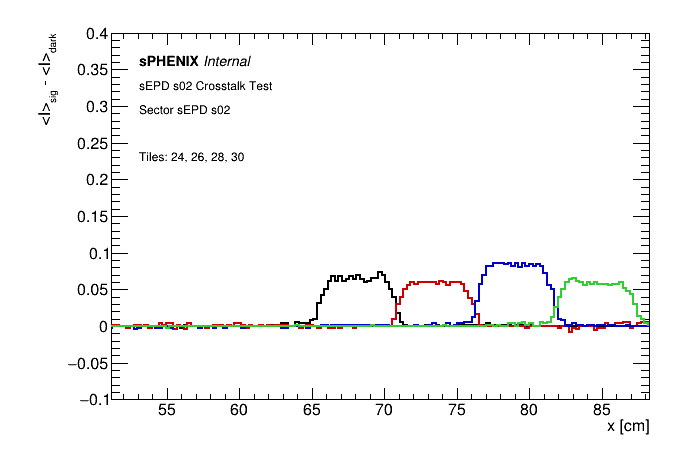 <I>sig - <I>dark
0.4
0.35
0.3
0.25
0.2
0.15
0.1
0.05
0
−0.05
−0.1
sPHENIX Internal
sEPD s02 Crosstalk Test
Sector sEPD s02
Tiles: 24, 26, 28, 30
55 60 65 70 75 80 85
x [cm]